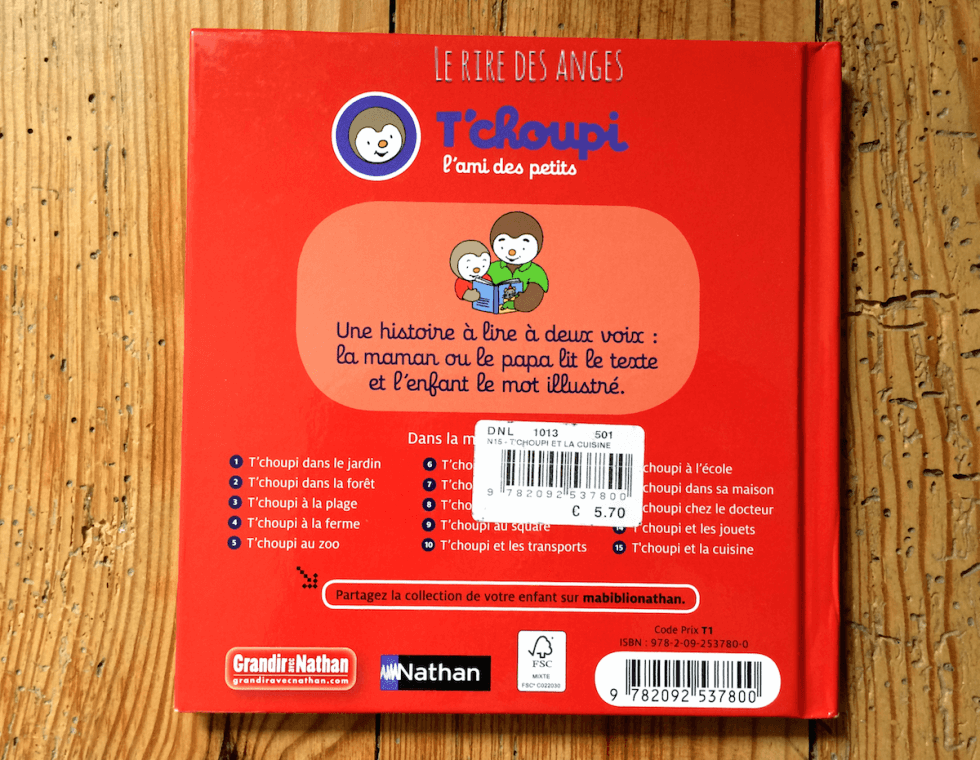 LE RIRE DES ANGES
T'choupi
l'ami des petits
Une histoire à lire à deux voix :
la maman ou le papa lit le texte
et l'enfant le mot illustré.
DNL 1013 501
N15 - T'CHOUPI ET LA CUISINE
9 782092 537800
€ 5.70
Dans la
1 T'choupi dans le jardin
2 T'choupi dans la forêt
3 T'choupi à la plage
4 T'choupi à la ferme
5 T'choupi au zoo
6
7
8
9 T'choupi au square
10 T'choupi et les transports
choupi à l'école
choupi dans sa maison
choupi chez le docteur
14 T'choupi et les jouets
15 T'choupi et la cuisine
Partagez la collection de votre enfant sur mabiblionathan.
Grandir avec Nathan
grandiravecnathan.com
Nathan
FSC
MIXTE
FSC® C022030
Code Prix T1
ISBN : 978-2-09-253780-0
9 782092 537800